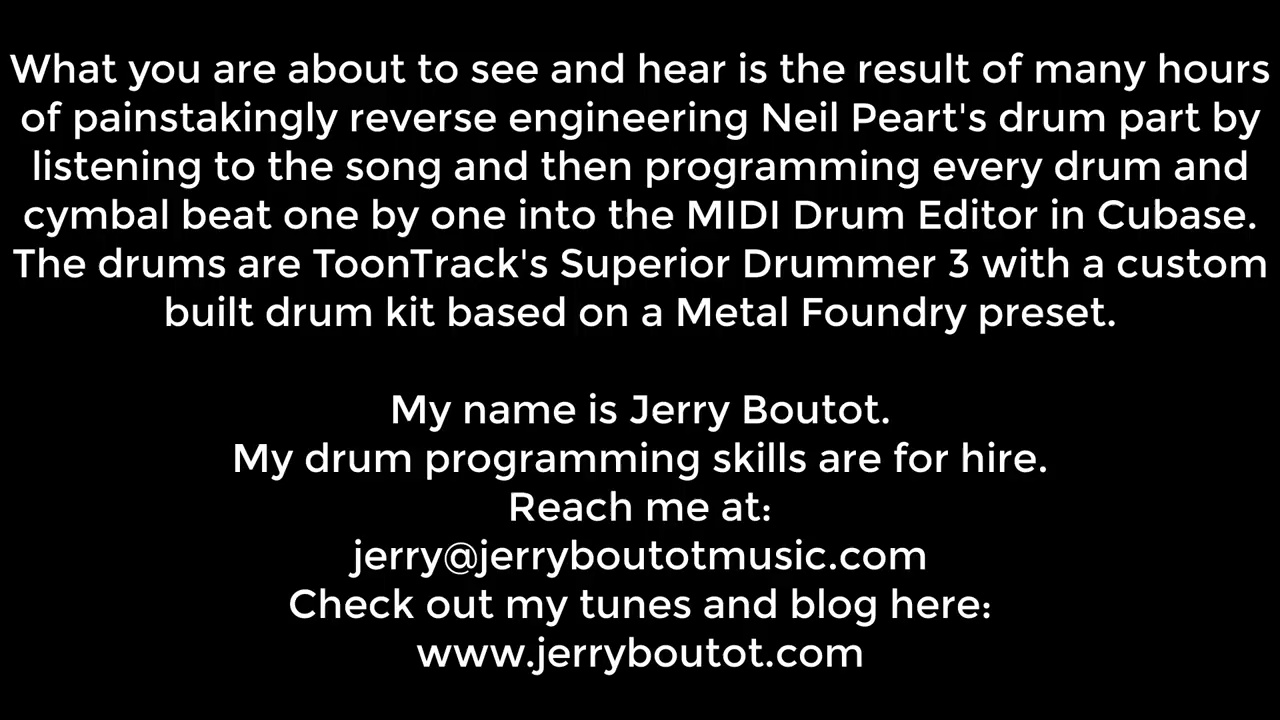 What you are about to see and hear is the result of many hours
of painstakingly reverse engineering Neil Peart's drum part by
listening to the song and then programming every drum and
cymbal beat one by one into the MIDI Drum Editor in Cubase.
The drums are ToonTrack's Superior Drummer 3 with a custom
built drum kit based on a Metal Foundry preset.
My name is Jerry Boutot.
My drum programming skills are for hire.
Reach me at:
jerry@jerryboutotmusic.com
Check out my tunes and blog here:
www.jerryboutot.com